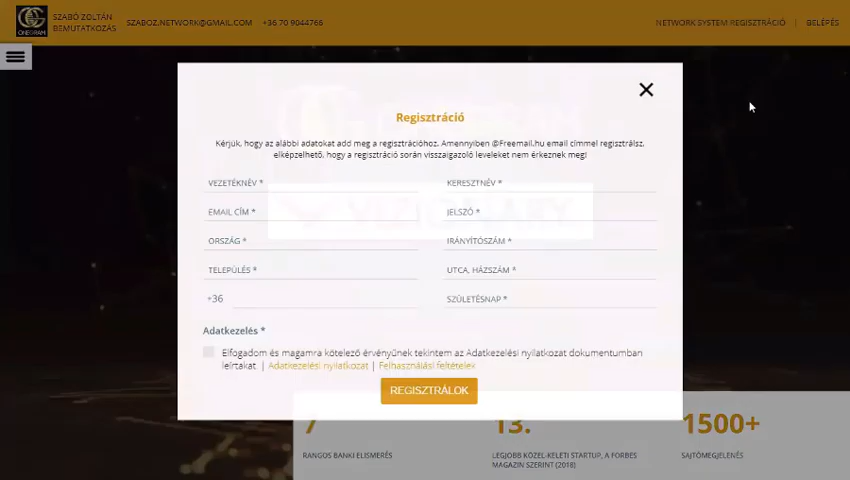 ONEGRAM
SZABÓ ZOLTÁN
BEMUTATKOZÁS
SZABOZ.NETWORK@GMAIL.COM
+36 70 9044766
NETWORK SYSTEM REGISZTRÁCIÓ | BELÉPÉS
Regisztráció
Kérjük, hogy az alábbi adatokat add meg a regisztrációhoz. Amennyiben @Freemail.hu email címmel regisztrálsz,
elképzelhető, hogy a regisztráció során visszaigazoló leveleket nem érkeznek meg!
VEZETÉKNÉV *
KERESZTNÉV *
EMAIL CÍM *
JELSZÓ *
ORSZÁG *
IRÁNYÍTÓSZÁM *
TELEPÜLÉS *
UTCA, HÁZSZÁM *
+36
SZÜLETÉSNAP *
Adatkezelés *
Elfogadom és magamra kötelező érvényűnek tekintem az Adatkezelési nyilatkozat dokumentumban
leírtakat. | Adatkezelési nyilatkozat | Felhasználási feltételek
REGISZTRÁLOK
7
13.
1500+
RANGOS BANKI ELISMERÉS
LEGJOBB KÖZEL-KELETI STARTUP, A FORBES
MAGAZIN SZERINT (2018)
SAJTÓMEGJELENÉS